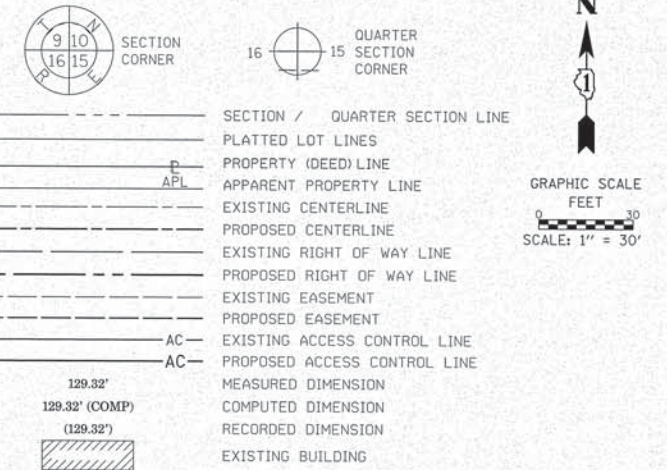 T N
9 10
16 15
R E
SECTION
CORNER
16
15
QUARTER
SECTION
CORNER
N
1
SECTION / QUARTER SECTION LINE
PLATTED LOT LINES
PL PROPERTY (DEED) LINE
APL APPARENT PROPERTY LINE
EXISTING CENTERLINE
PROPOSED CENTERLINE
EXISTING RIGHT OF WAY LINE
PROPOSED RIGHT OF WAY LINE
EXISTING EASEMENT
PROPOSED EASEMENT
AC EXISTING ACCESS CONTROL LINE
AC PROPOSED ACCESS CONTROL LINE
129.32' MEASURED DIMENSION
129.32' (COMP) COMPUTED DIMENSION
(129.32') RECORDED DIMENSION
EXISTING BUILDING
GRAPHIC SCALE
FEET
0 30
SCALE: 1" = 30'